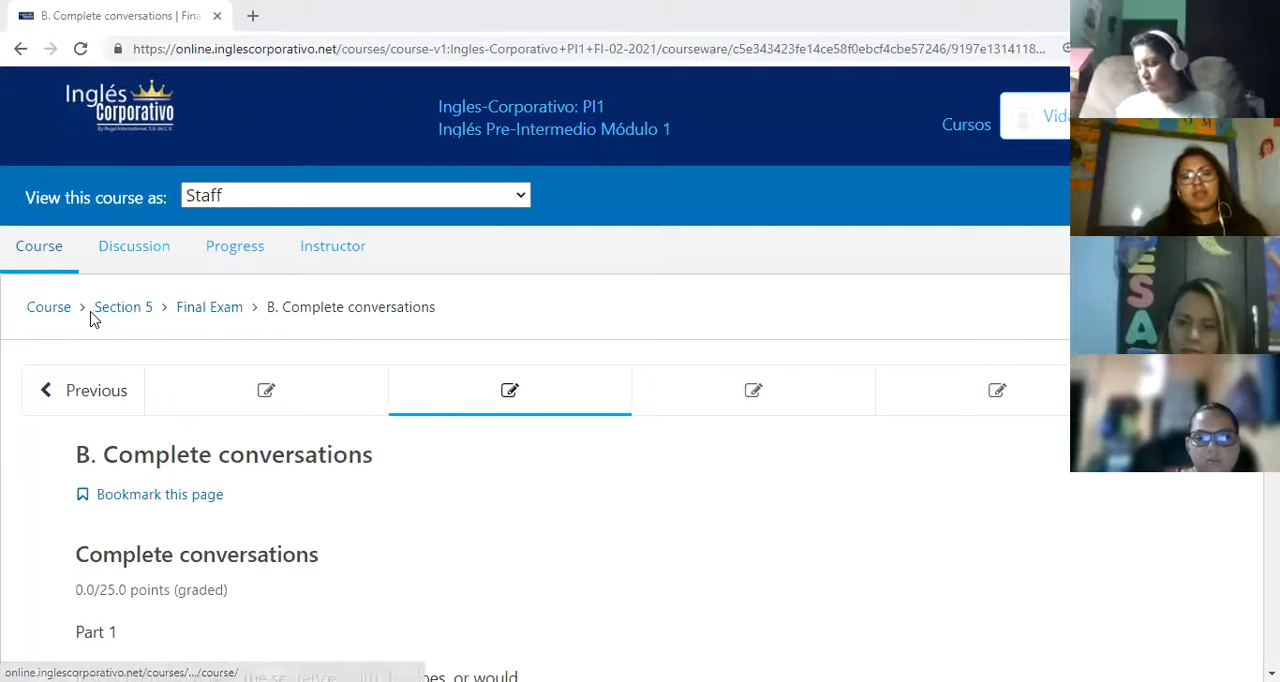 B. Complete conversations | Fina
https://online.inglescorporativo.net/courses/course-v1:Ingles-Corporativo+PI1+FI-02-2021/courseware/c5e343423fe14ce58f0ebcf4cbe57246/9197e1314118...
Inglés
Corporativo
Ingles-Corporativo: PI1
Inglés Pre-Intermedio Módulo 1
Cursos
Vida
View this course as:
Staff
Course
Discussion
Progress
Instructor
Course > Section 5 > Final Exam > B. Complete conversations
Previous
B. Complete conversations
Bookmark this page
Complete conversations
0.0/25.0 points (graded)
Part 1
or would
online.inglescorporativo.net/courses/.../course/